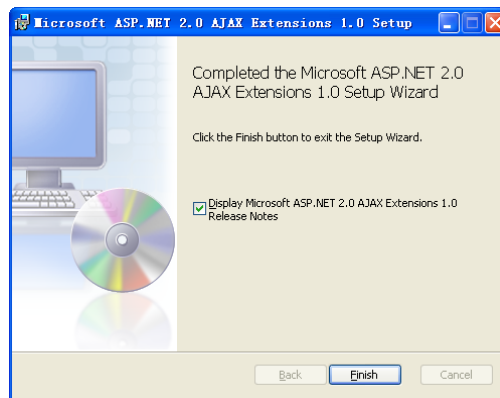 Microsoft ASP.NET 2.0 AJAX Extensions 1.0 Setup
Completed the Microsoft ASP.NET 2.0
AJAX Extensions 1.0 Setup Wizard
Click the Finish button to exit the Setup Wizard.
Display Microsoft ASP.NET 2.0 AJAX Extensions 1.0
Release Notes
Back Finish Cancel